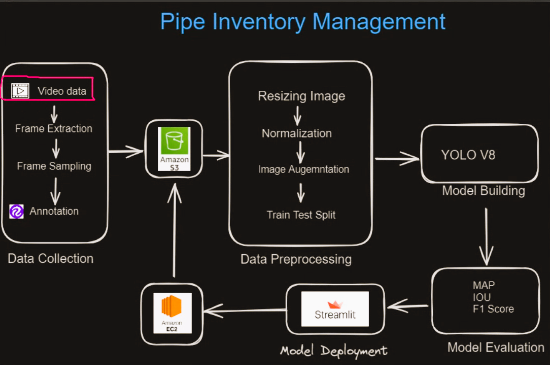 Pipe Inventory Management
Video data
Frame Extraction
Frame Sampling
Annotation
Data Collection
Amazon
S3
Resizing Image
Normalization
Image Augemntation
Train Test Split
Data Preprocessing
YOLO V8
Model Building
MAP
IOU
F1 Score
Model Evaluation
Streamlit
Model Deployment
Amazon
EC2